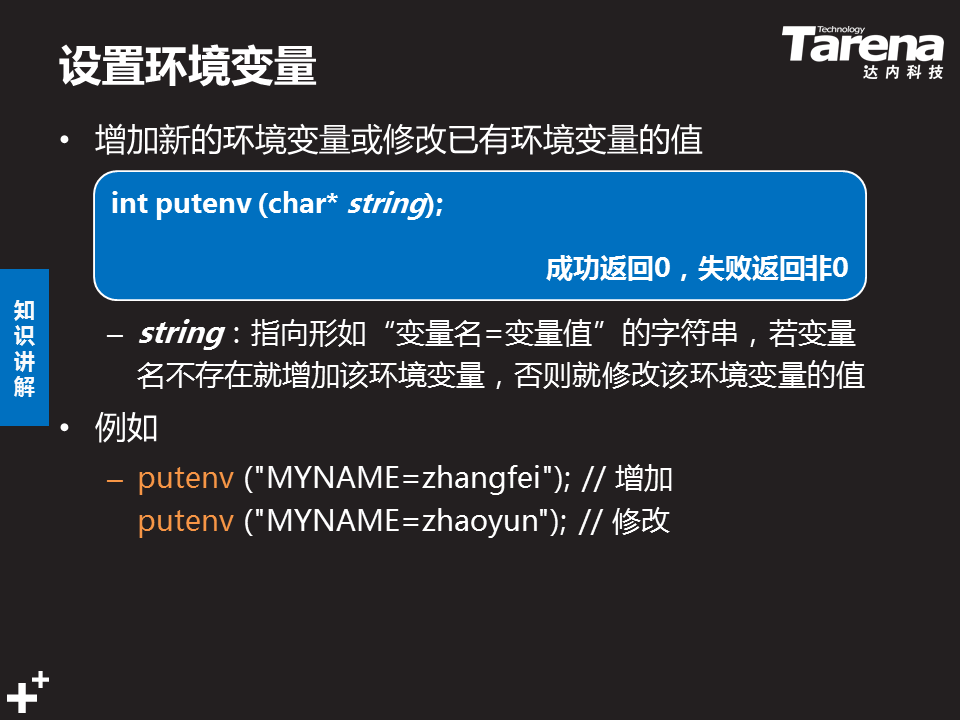 设置环境变量
Technology
Tarena
达内科技
• 增加新的环境变量或修改已有环境变量的值
int putenv (char* string);
成功返回0，失败返回非0
知识讲解
– string：指向形如“变量名=变量值”的字符串，若变量
名不存在就增加该环境变量，否则就修改该环境变量的值
• 例如
– putenv ("MYNAME=zhangfei"); // 增加
putenv ("MYNAME=zhaoyun"); // 修改